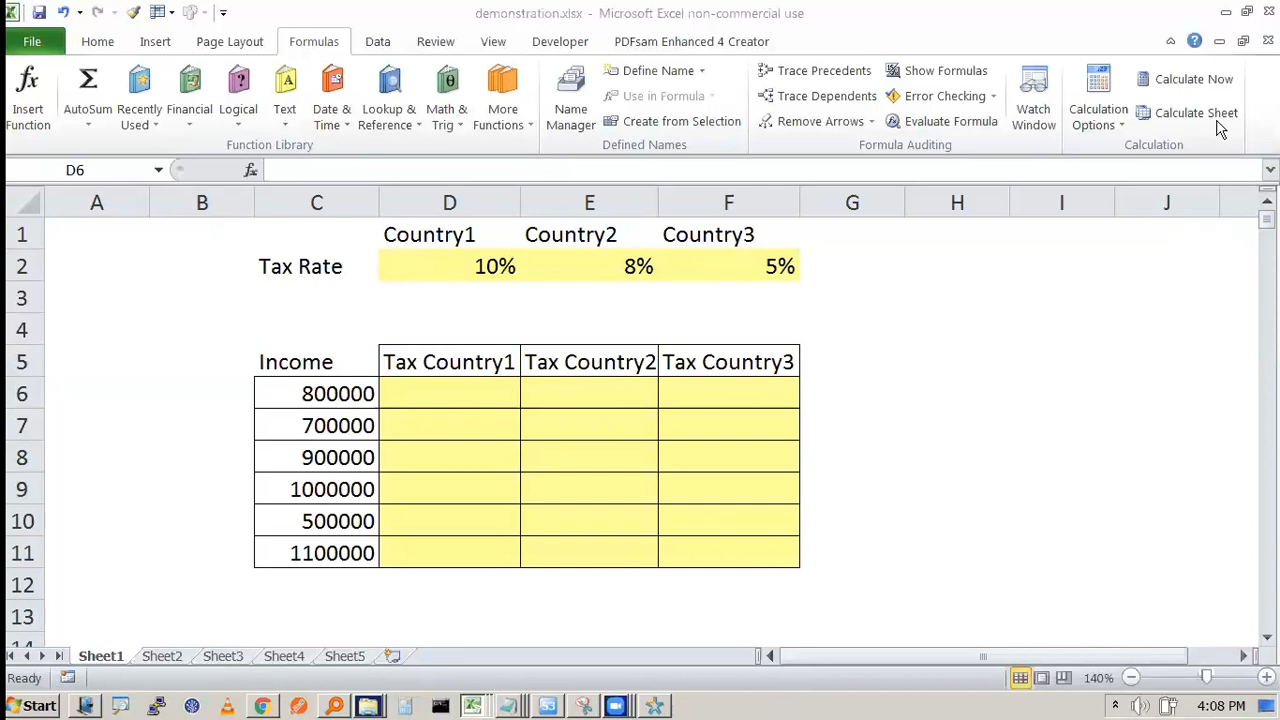 demonstration.xlsx - Microsoft Excel non-commercial use
File Home Insert Page Layout Formulas Data Review View Developer PDFsam Enhanced 4 Creator
Insert Function
AutoSum
Recently Used
Financial
Logical
Text
Date & Time
Lookup & Reference
Math & Trig
More Functions
Function Library
Name Manager
Define Name
Use in Formula
Create from Selection
Defined Names
Trace Precedents
Trace Dependents
Remove Arrows
Show Formulas
Error Checking
Evaluate Formula
Formula Auditing
Watch Window
Calculation Options
Calculate Now
Calculate Sheet
Calculation
D6 fx
A B C D E F G H I J
1 Country1 Country2 Country3
2 Tax Rate 10% 8% 5%
3
4
5 Income Tax Country1 Tax Country2 Tax Country3
6 800000
7 700000
8 900000
9 1000000
10 500000
11 1100000
12
13
14
Sheet1 Sheet2 Sheet3 Sheet4 Sheet5
Ready 140%
Start 4:08 PM